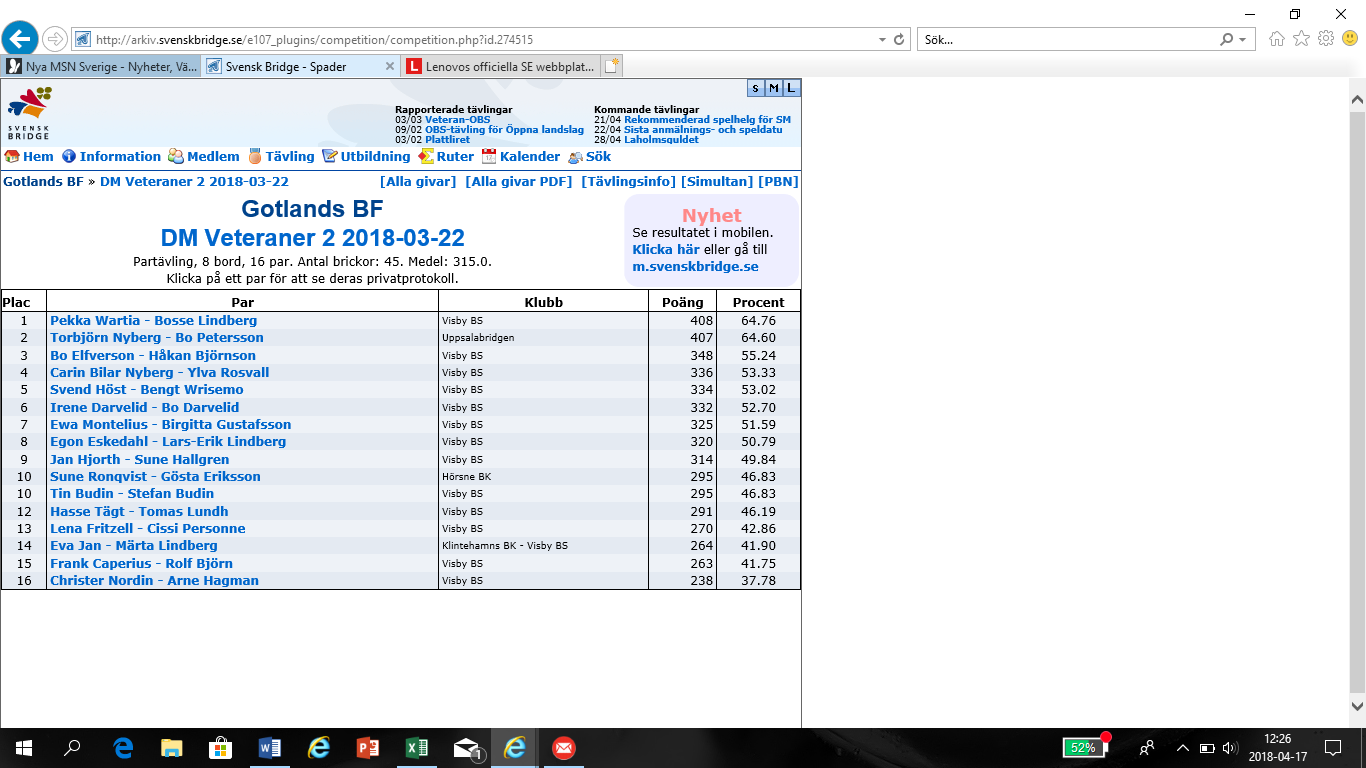 http://arkiv.svenskbridge.se/e107_plugins/competition/competition.php?id.274515
Sök...
Nya MSN Sverige - Nyheter, Vä...
Svensk Bridge - Spader
Lenovos officiella SE webbplat...
S M L
SVENSK
BRIDGE
Rapporterade tävlingar
03/03 Veteran-OBS
09/02 OBS-tävling för Öppna landslag
03/02 Plattliret
Kommande tävlingar
21/04 Rekommenderad spelhelg för SM
22/04 Sista anmälnings- och speldatu
28/04 Laholmsguldet
Hem Information Medlem Tävling Utbildning Ruter Kalender Sök
Gotlands BF » DM Veteraner 2 2018-03-22 [Alla givar] [Alla givar PDF] [Tävlingsinfo] [Simultan] [PBN]
Gotlands BF
DM Veteraner 2 2018-03-22
Partävling, 8 bord, 16 par. Antal brickor: 45. Medel: 315.0.
Klicka på ett par för att se deras privatprotokoll.
Nyhet
Se resultatet i mobilen.
Klicka här eller gå till
m.svenskbridge.se
Plac Par Klubb Poäng Procent
1 Pekka Wartia - Bosse Lindberg Visby BS 408 64.76
2 Torbjörn Nyberg - Bo Petersson Uppsalabridgen 407 64.60
3 Bo Elfverson - Håkan Björnson Visby BS 348 55.24
4 Carin Bilar Nyberg - Ylva Rosvall Visby BS 336 53.33
5 Svend Höst - Bengt Wrisemo Visby BS 334 53.02
6 Irene Darvelid - Bo Darvelid Visby BS 332 52.70
7 Ewa Montelius - Birgitta Gustafsson Visby BS 325 51.59
8 Egon Eskedahl - Lars-Erik Lindberg Visby BS 320 50.79
9 Jan Hjorth - Sune Hallgren Visby BS 314 49.84
10 Sune Ronqvist - Gösta Eriksson Hörsne BK 295 46.83
10 Tin Budin - Stefan Budin Visby BS 295 46.83
12 Hasse Tägt - Tomas Lundh Visby BS 291 46.19
13 Lena Fritzell - Cissi Personne Visby BS 270 42.86
14 Eva Jan - Märta Lindberg Klintehamns BK - Visby BS 264 41.90
15 Frank Caperius - Rolf Björn Visby BS 263 41.75
16 Christer Nordin - Arne Hagman Visby BS 238 37.78
1
52%
12:26
2018-04-17